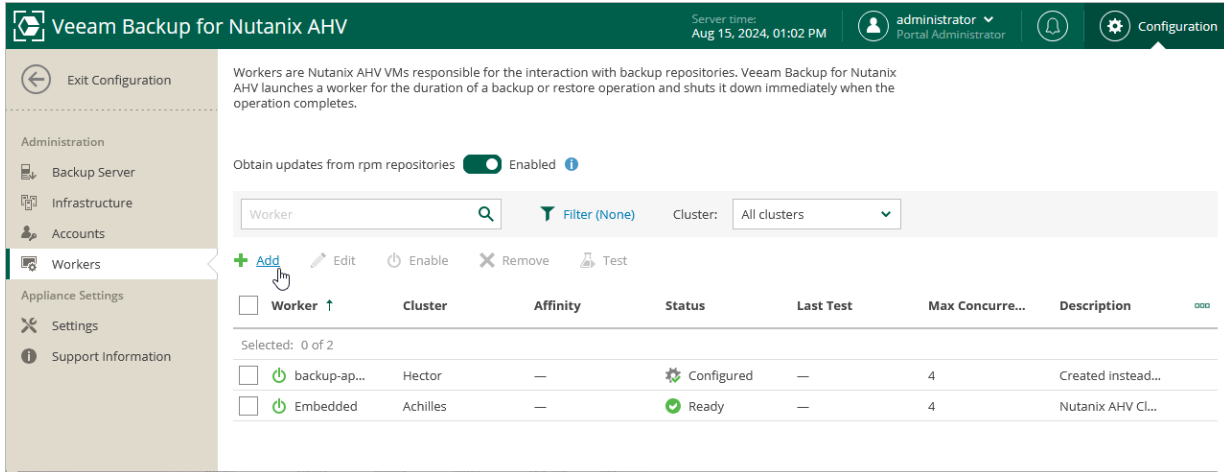 Veeam Backup for Nutanix AHV
Server time:
Aug 15, 2024, 01:02 PM
administrator
Portal Administrator
Configuration
Exit Configuration
Administration
Backup Server
Infrastructure
Accounts
Workers
Appliance Settings
Settings
Support Information
Workers are Nutanix AHV VMs responsible for the interaction with backup repositories. Veeam Backup for Nutanix
AHV launches a worker for the duration of a backup or restore operation and shuts it down immediately when the
operation completes.
Obtain updates from rpm repositories Enabled
Worker Filter (None) Cluster: All clusters
Add Edit Enable Remove Test
Worker Cluster Affinity Status Last Test Max Concurre... Description
Selected: 0 of 2
backup-ap... Hector — Configured — 4 Created instead...
Embedded Achilles — Ready — 4 Nutanix AHV Cl...